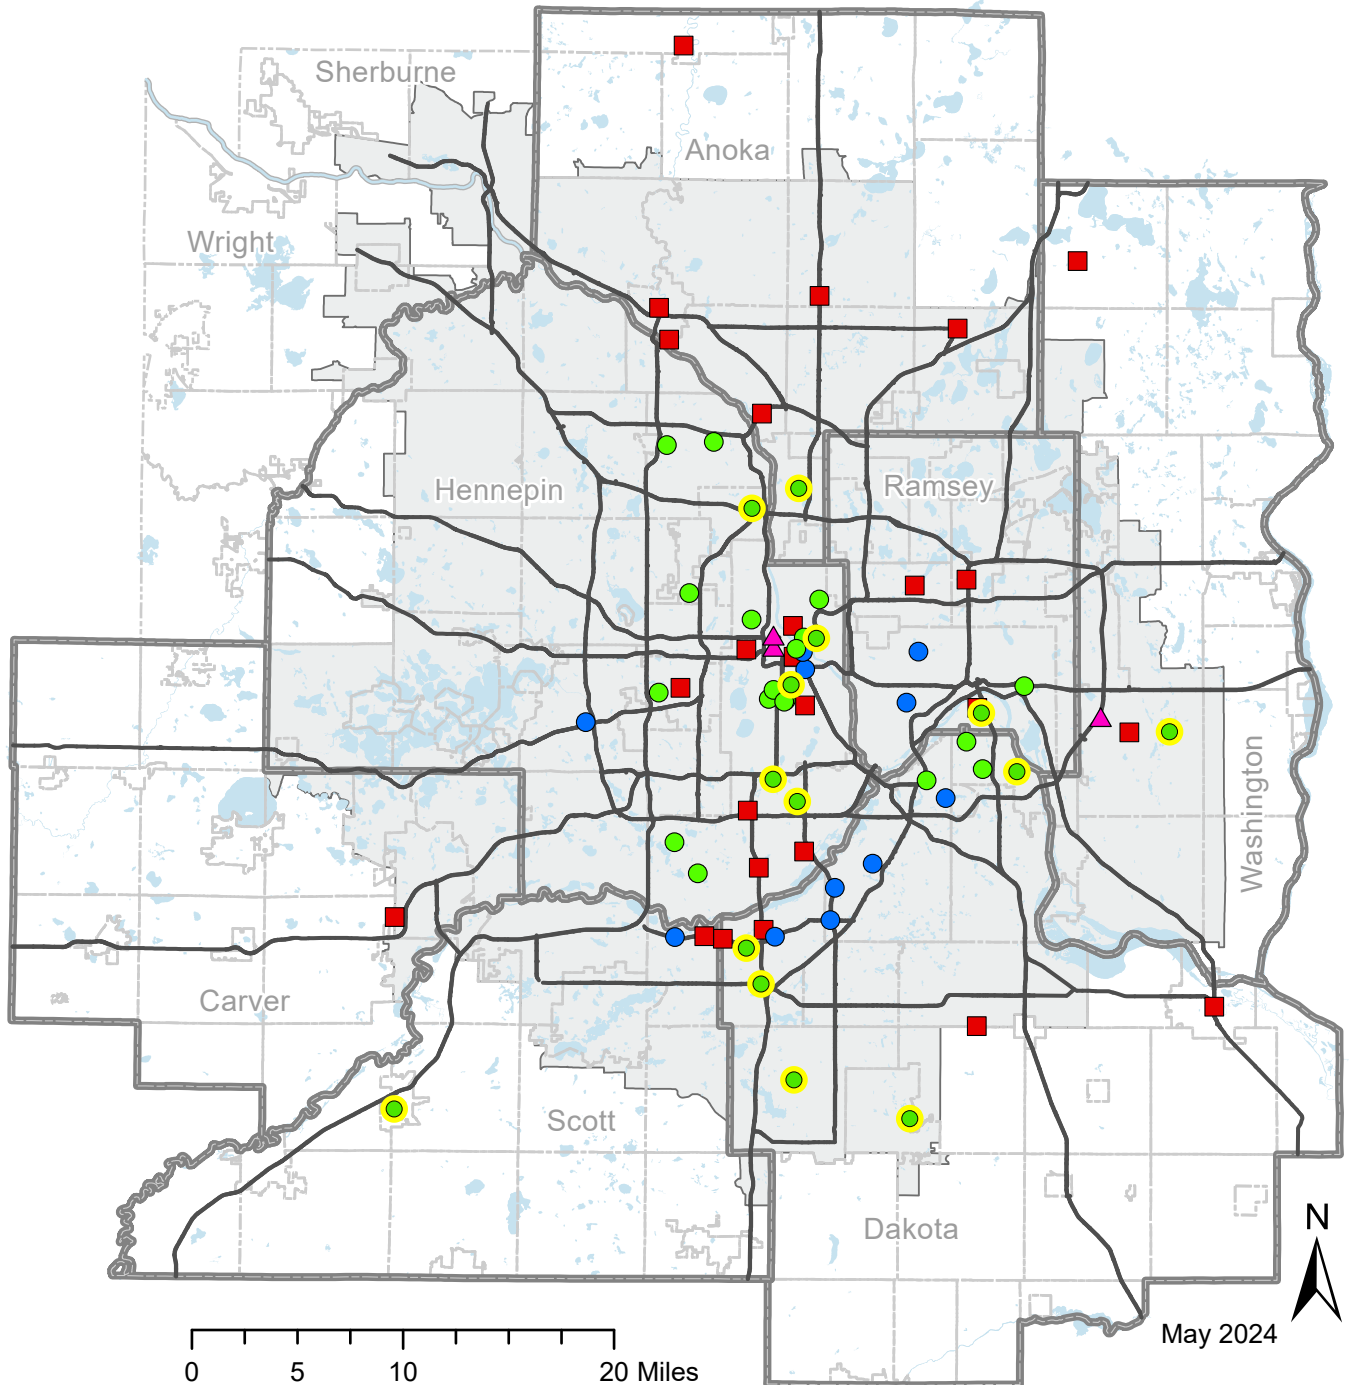 Sherburne
Anoka
Wright
Hennepin
Ramsey
Washington
Carver
Scott
Dakota
N
May 2024
0 5 10 20 Miles